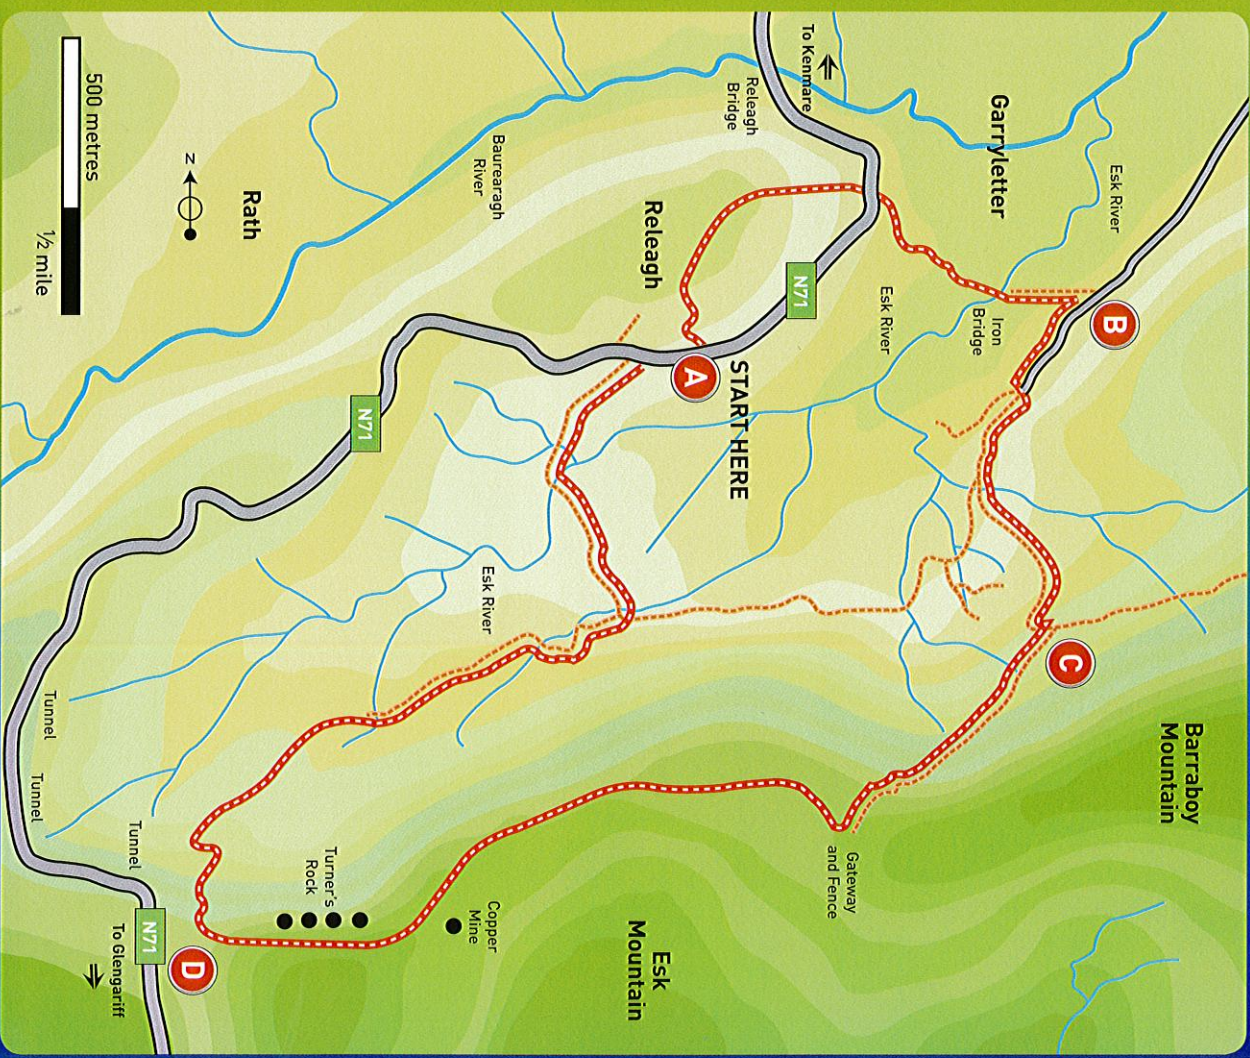 To Kenmare
Releagh
Bridge
Garryletter
Esk River
500 metres
½ mile
N
Rath
Baurearagh
River
Releagh
N71
Esk River
Iron
Bridge
B
START HERE
A
N71
Esk River
C
Barraboy
Mountain
Tunnel
Tunnel
Tunnel
Turner's
Rock
Copper
Mine
Gateway
and Fence
Esk
Mountain
N71
D
To Glengariff